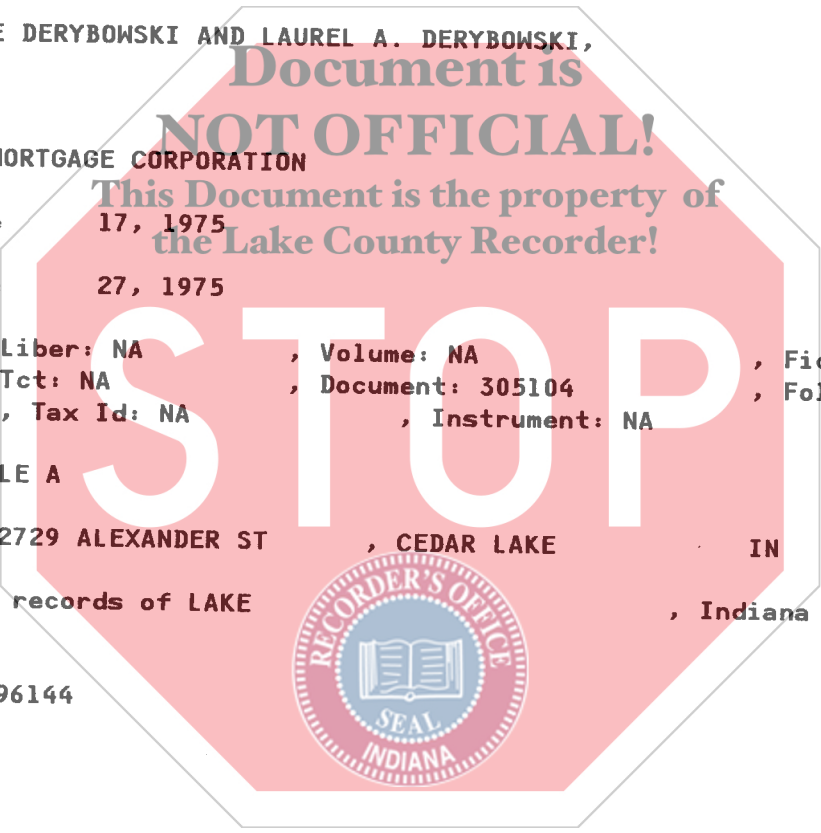 E DERYBOWSKI AND LAUREL A. DERYBOWSKI,
Document is
NOT OFFICIAL!
MORTGAGE CORPORATION
This Document is the property of
17, 1975
the Lake County Recorder!
27, 1975
STOP
Liber: NA , Volume: NA , Fic
Tct: NA , Document: 305104 , Fol
, Tax Id: NA , Instrument: NA
LE A
2729 ALEXANDER ST , CEDAR LAKE IN
records of LAKE , Indiana
RECORDER'S OFFICE
SEAL
INDIANA
96144